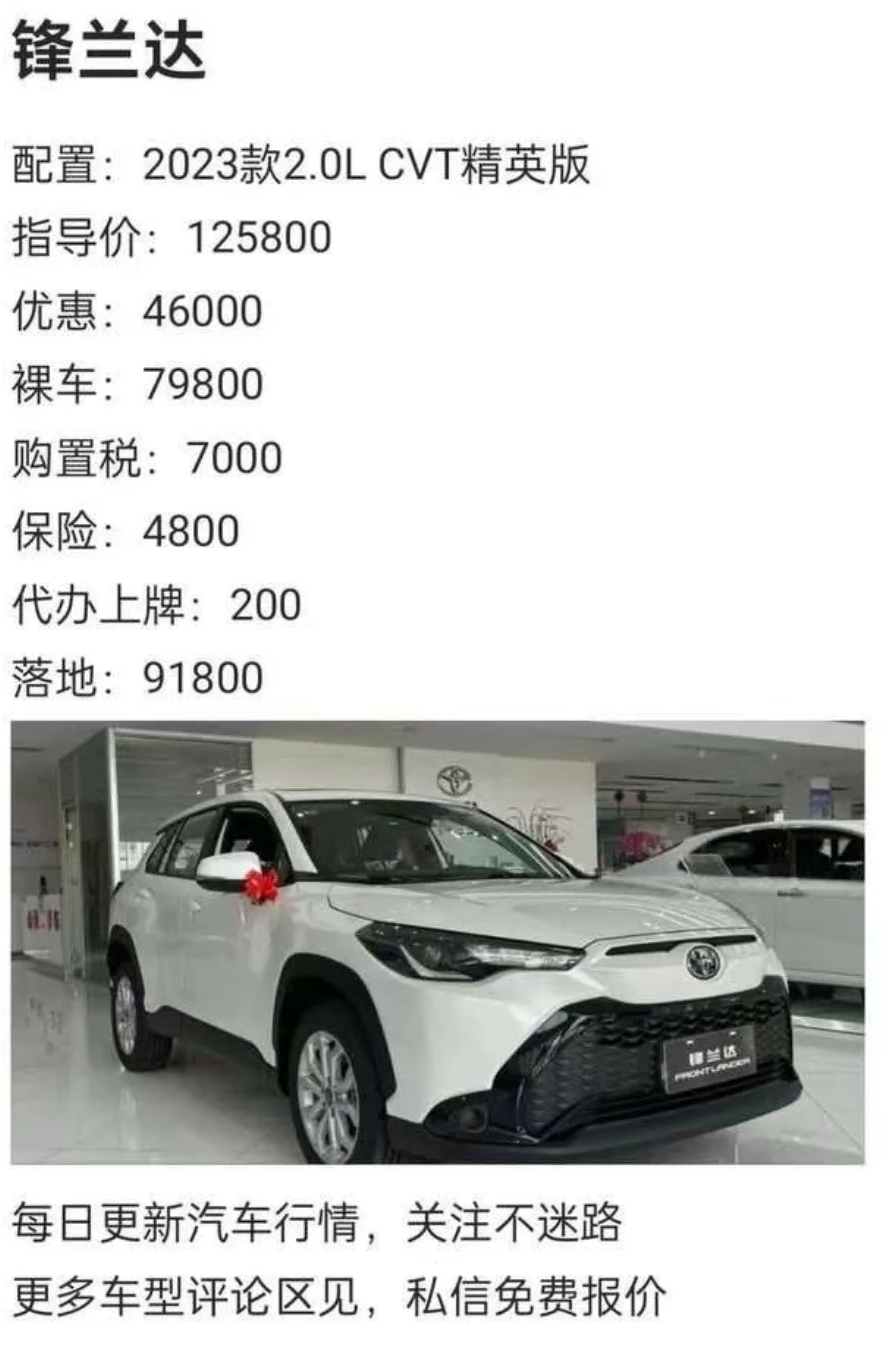 锋兰达
配置：2023款2.0L CVT精英版
指导价：125800
优惠：46000
裸车：79800
购置税：7000
保险：4800
代办上牌：200
落地：91800
锋兰达
FRONTLANDER
每日更新汽车行情，关注不迷路
更多车型评论区见，私信免费报价